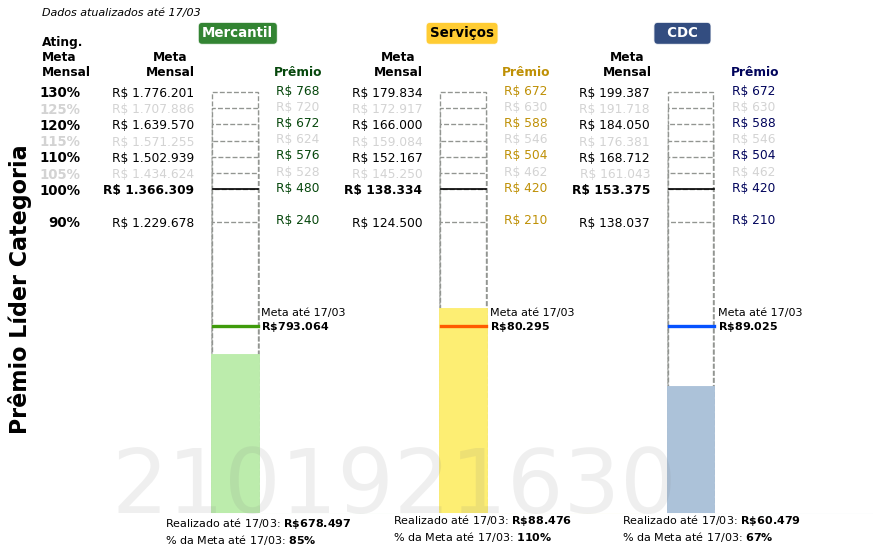 Dados atualizados até 17/03
Mercantil Serviços CDC
Ating.
Meta Meta Meta Meta
Mensal Mensal Prêmio Mensal Prêmio Mensal Prêmio
130% R$ 1.776.201 R$ 768 R$ 179.834 R$ 672 R$ 199.387 R$ 672
125% R$ 1.707.886 R$ 720 R$ 172.917 R$ 630 R$ 191.718 R$ 630
120% R$ 1.639.570 R$ 672 R$ 166.000 R$ 588 R$ 184.050 R$ 588
115% R$ 1.571.255 R$ 624 R$ 159.084 R$ 546 R$ 176.381 R$ 546
110% R$ 1.502.939 R$ 576 R$ 152.167 R$ 504 R$ 168.712 R$ 504
105% R$ 1.434.624 R$ 528 R$ 145.250 R$ 462 R$ 161.043 R$ 462
100% R$ 1.366.309 R$ 480 R$ 138.334 R$ 420 R$ 153.375 R$ 420
90% R$ 1.229.678 R$ 240 R$ 124.500 R$ 210 R$ 138.037 R$ 210
Prêmio Líder Categoria
Meta até 17/03 Meta até 17/03 Meta até 17/03
R$793.064 R$80.295 R$89.025
2101921630
Realizado até 17/03: R$678.497 Realizado até 17/03: R$88.476 Realizado até 17/03: R$60.479
% da Meta até 17/03: 85% % da Meta até 17/03: 110% % da Meta até 17/03: 67%